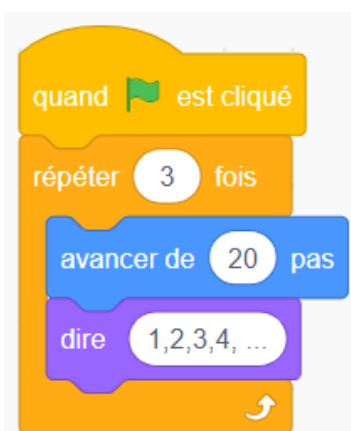 quand est cliqué
répéter 3 fois
avancer de 20 pas
dire 1,2,3,4, ...